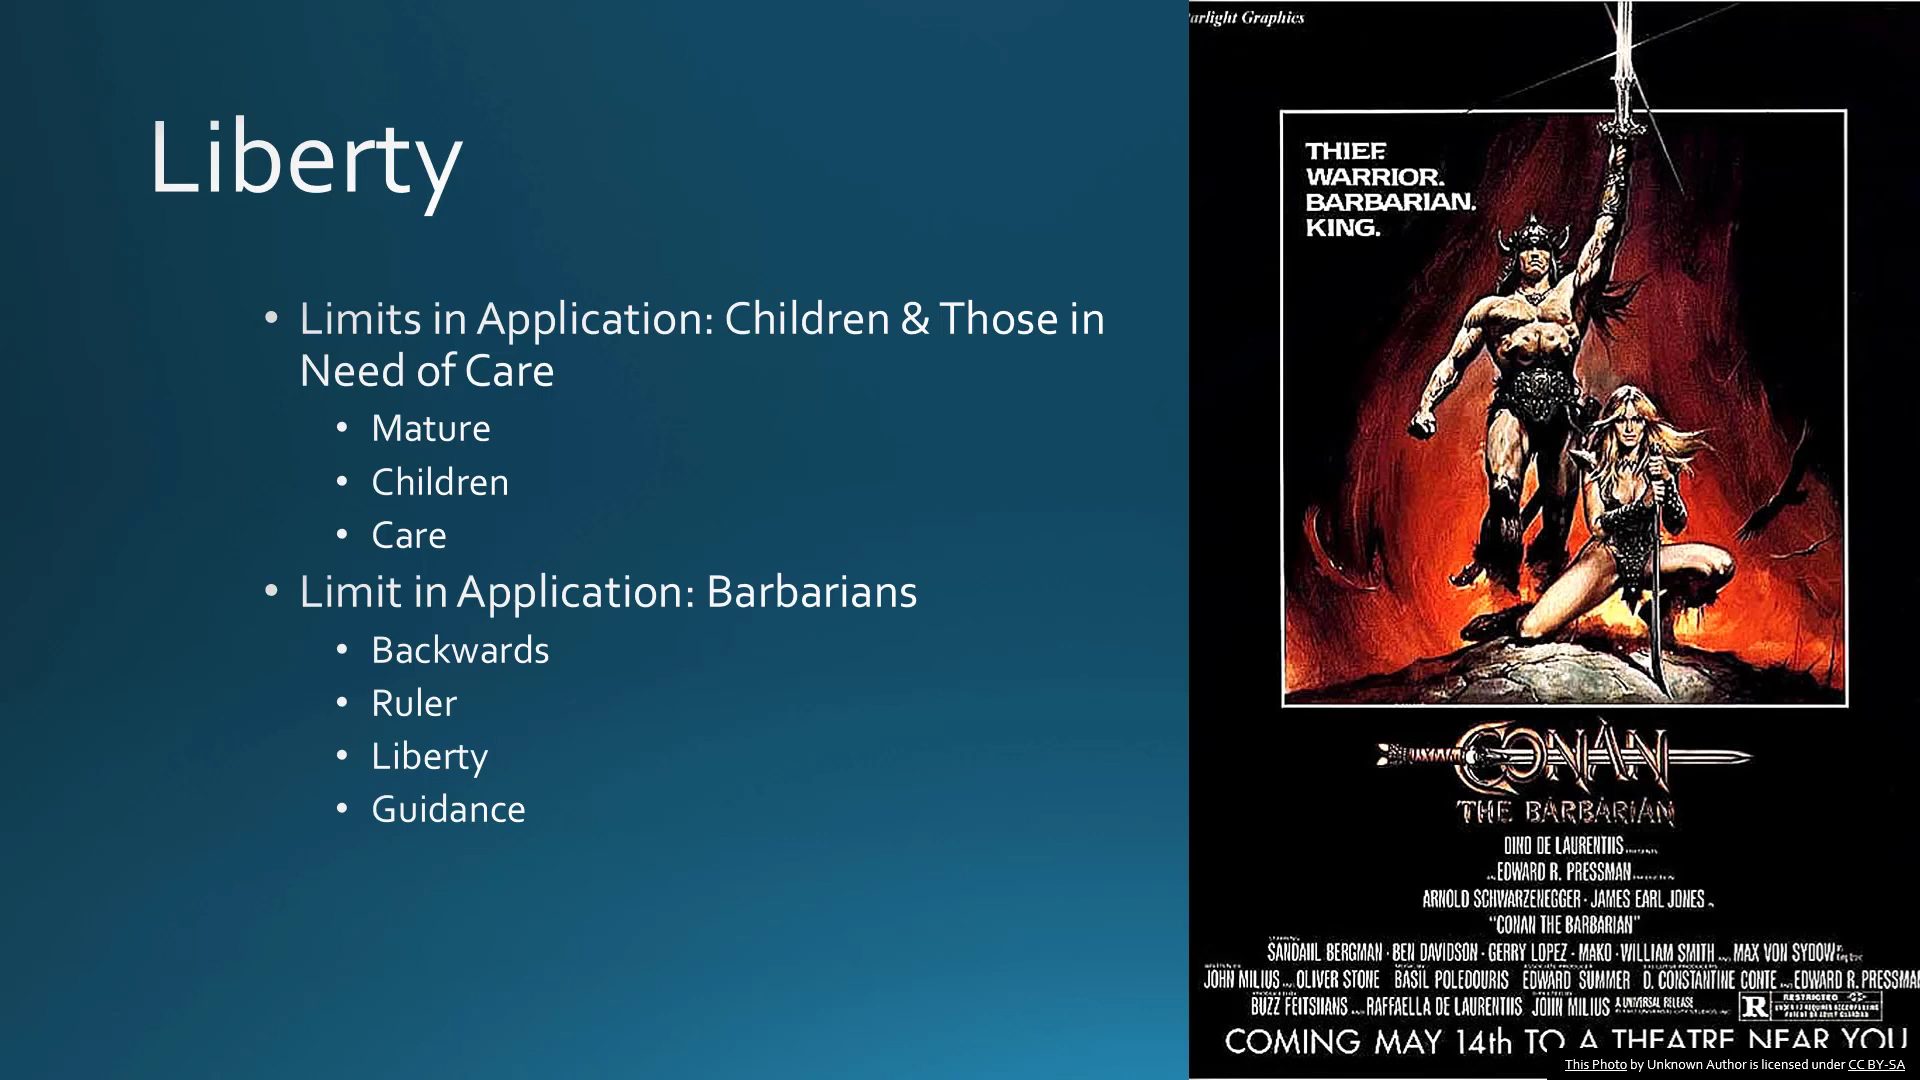 Liberty
• Limits in Application: Children & Those in
Need of Care
• Mature
• Children
• Care
• Limit in Application: Barbarians
• Backwards
• Ruler
• Liberty
• Guidance
arlight Graphics
THIEF.
WARRIOR.
BARBARIAN.
KING.
CONAN
THE BARBARIAN
DINO DE LAURENTIIS
EDWARD R. PRESSMAN
ARNOLD SCHWARZENEGGER · JAMES EARL JONES
"CONAN THE BARBARIAN"
SANDAHL BERGMAN · BEN DAVIDSON · GERRY LOPEZ · MAKO · WILLIAM SMITH MAX VON SYDOW
JOHN MILIUS OLIVER STONE BASIL POLEDOURIS EDWARD SUMMER D. CONSTANTINE CONTE EDWARD R. PRESSMA
BUZZ FEITSHANS RAFFAELLA DE LAURENTIIS JOHN MILIUS A UNIVERSAL RELEASE
R RESTRICTED
COMING MAY 14th TO A THEATRE NEAR YOU
This Photo by Unknown Author is licensed under CC BY-SA